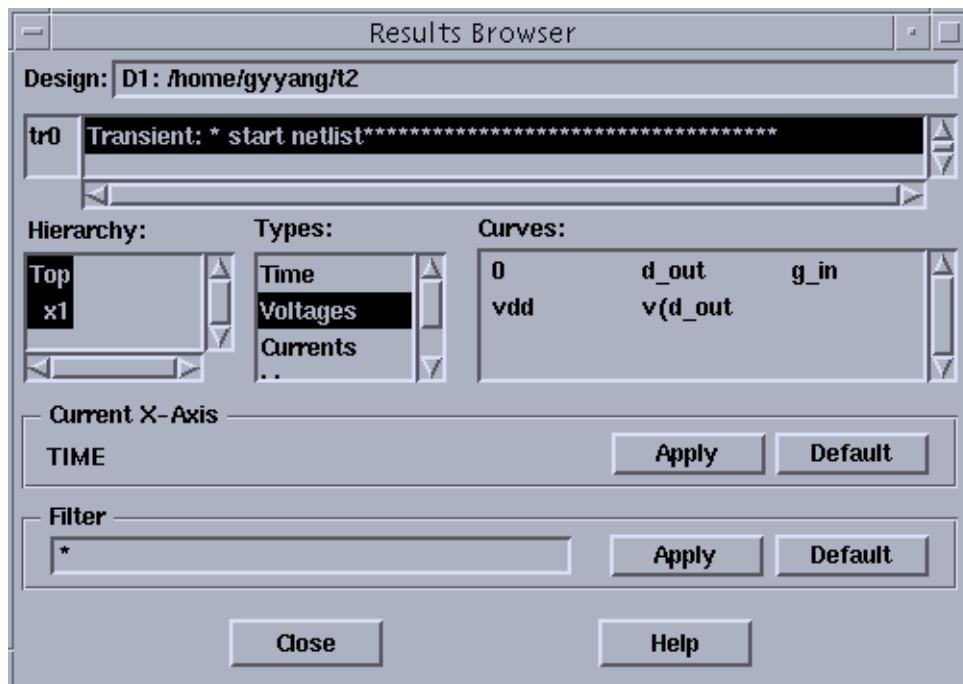 Results Browser
Design: D1: /home/gyyang/t2
tr0 Transient: * start netlist************************************
Hierarchy: Types: Curves:
Top Time 0 d_out g_in
x1 Voltages vdd v(d_out
Currents
Current X-Axis
TIME Apply Default
Filter
* Apply Default
Close Help